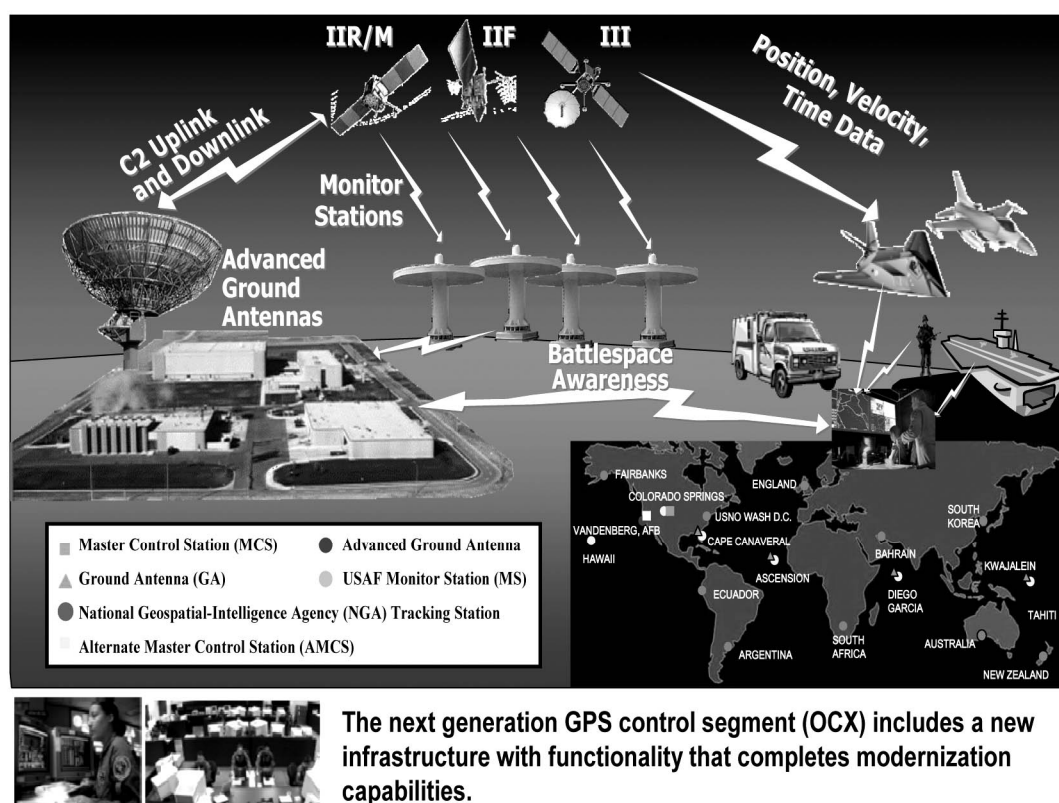 IIR/M
IIF
III
Position, Velocity,
Time Data
C2 Uplink
and Downlink
Monitor
Stations
Advanced
Ground
Antennas
Battlespace
Awareness
FAIRBANKS
ENGLAND
COLORADO SPRINGS
USNO WASH D.C.
SOUTH
KOREA
VANDENBERG, AFB
CAPE CANAVERAL
HAWAII
BAHRAIN
KWAJALEIN
ASCENSION
ECUADOR
DIEGO
GARCIA
TAHITI
SOUTH
AFRICA
AUSTRALIA
ARGENTINA
NEW ZEALAND
Master Control Station (MCS)
Advanced Ground Antenna
Ground Antenna (GA)
USAF Monitor Station (MS)
National Geospatial-Intelligence Agency (NGA) Tracking Station
Alternate Master Control Station (AMCS)
The next generation GPS control segment (OCX) includes a new
infrastructure with functionality that completes modernization
capabilities.